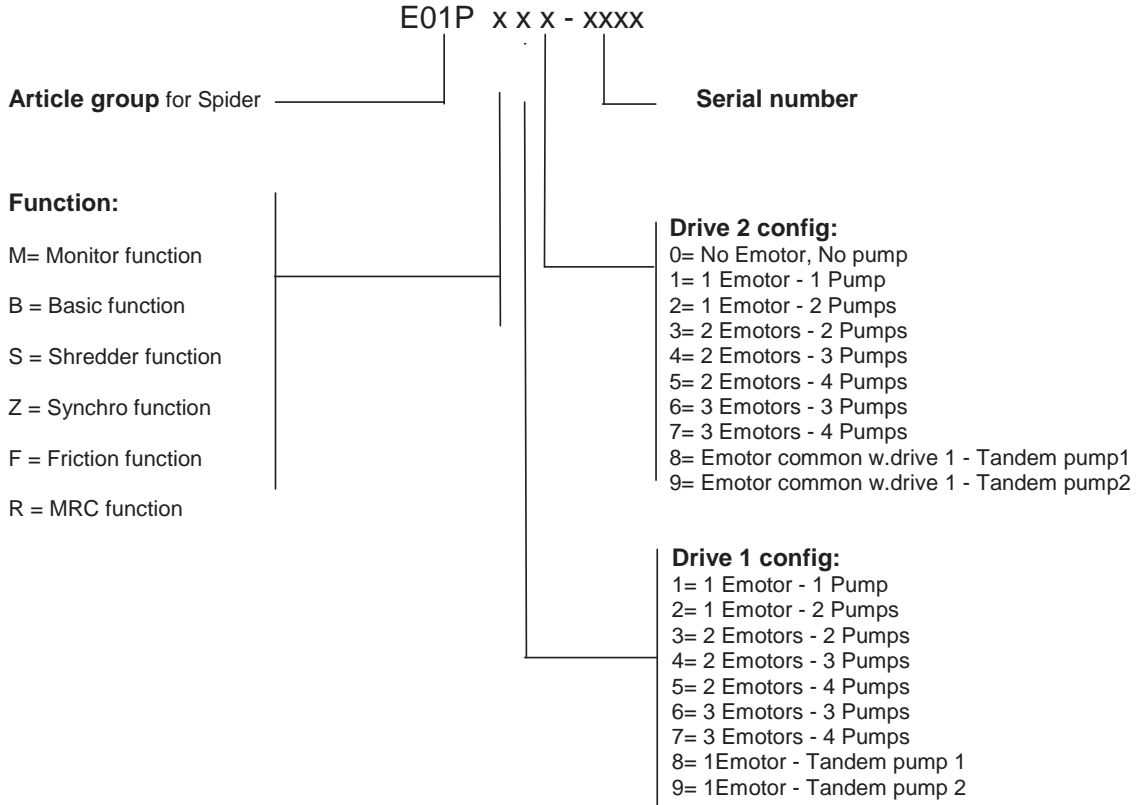 E01P x x x - xxxx
Article group for Spider
Serial number
Function:
M= Monitor function
B = Basic function
S = Shredder function
Z = Synchro function
F = Friction function
R = MRC function
Drive 2 config:
0= No Emotor, No pump
1= 1 Emotor - 1 Pump
2= 1 Emotor - 2 Pumps
3= 2 Emotors - 2 Pumps
4= 2 Emotors - 3 Pumps
5= 2 Emotors - 4 Pumps
6= 3 Emotors - 3 Pumps
7= 3 Emotors - 4 Pumps
8= Emotor common w.drive 1 - Tandem pump1
9= Emotor common w.drive 1 - Tandem pump2
Drive 1 config:
1= 1 Emotor - 1 Pump
2= 1 Emotor - 2 Pumps
3= 2 Emotors - 2 Pumps
4= 2 Emotors - 3 Pumps
5= 2 Emotors - 4 Pumps
6= 3 Emotors - 3 Pumps
7= 3 Emotors - 4 Pumps
8= 1Emotor - Tandem pump 1
9= 1Emotor - Tandem pump 2